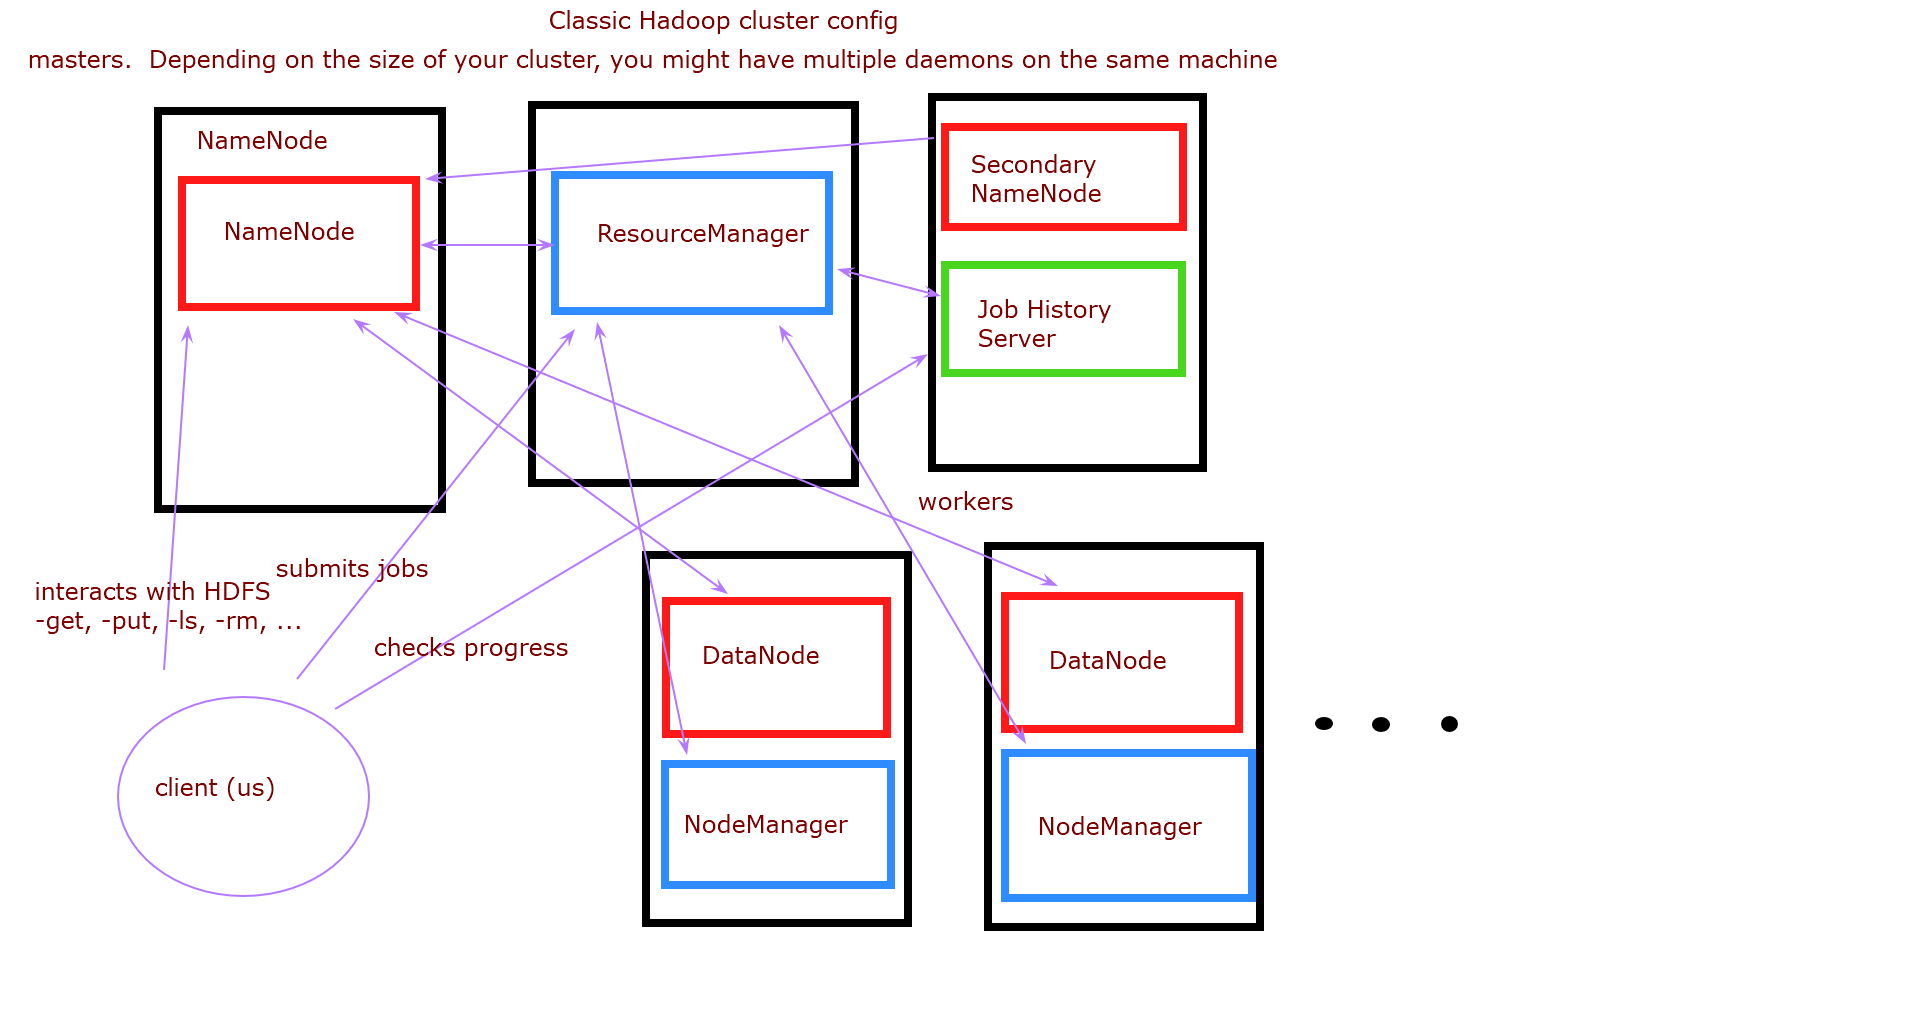 Classic Hadoop cluster config
masters.  Depending on the size of your cluster, you might have multiple daemons on the same machine
NameNode
NameNode
ResourceManager
Secondary
NameNode
Job History
Server
workers
submits jobs
interacts with HDFS
-get, -put, -ls, -rm, ...
checks progress
DataNode
DataNode
client (us)
NodeManager
NodeManager